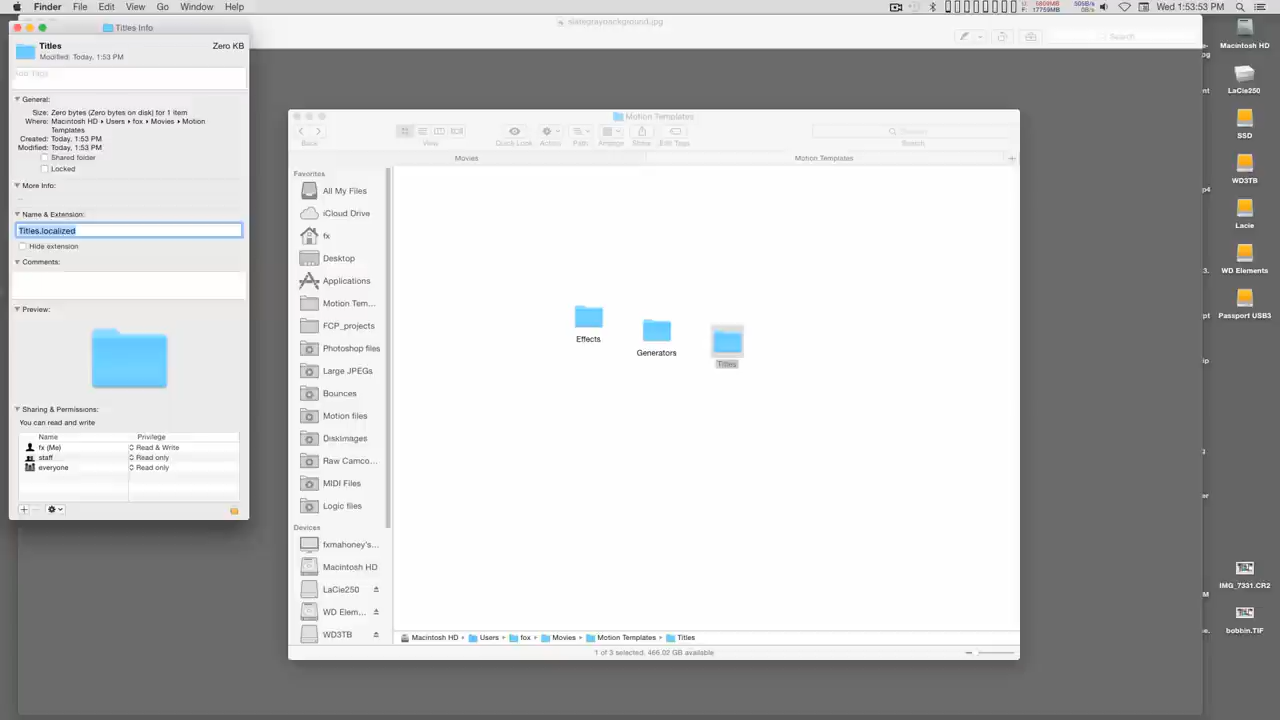 Finder File Edit View Go Window Help
Wed 1:53:53 PM
Titles Info
slategraybackground.jpg
Search
Titles Zero KB
Modified: Today, 1:53 PM
Add Tags
General:
Size: Zero bytes (Zero bytes on disk) for 1 item
Where: Macintosh HD ▸ Users ▸ fox ▸ Movies ▸ Motion
Templates
Created: Today, 1:53 PM
Modified: Today, 1:53 PM
Shared folder
Locked
More Info:
--
Name & Extension:
Titles.localized
Hide extension
Comments:
Preview:
Sharing & Permissions:
You can read and write
Name Privilege
fx (Me) Read & Write
staff Read only
everyone Read only
Motion Templates
Back View Quick Look Action Path Arrange Share Edit Tags Search
Movies Motion Templates
Favorites
All My Files
iCloud Drive
fx
Desktop
Applications
Motion Tem...
FCP_projects
Photoshop files
Large JPEGs
Bounces
Motion files
DiskImages
Raw Camco...
MIDI Files
Logic files
Devices
fxmahoney's...
Macintosh HD
LaCie250
WD Elem...
WD3TB
Effects
Generators
Titles
Macintosh HD ▸ Users ▸ fox ▸ Movies ▸ Motion Templates ▸ Titles
1 of 3 selected, 466.02 GB available
Macintosh HD
LaCie250
SSD
WD3TB
Lacie
WD Elements
Passport USB3
IMG_7331.CR2
bobbin.TIF